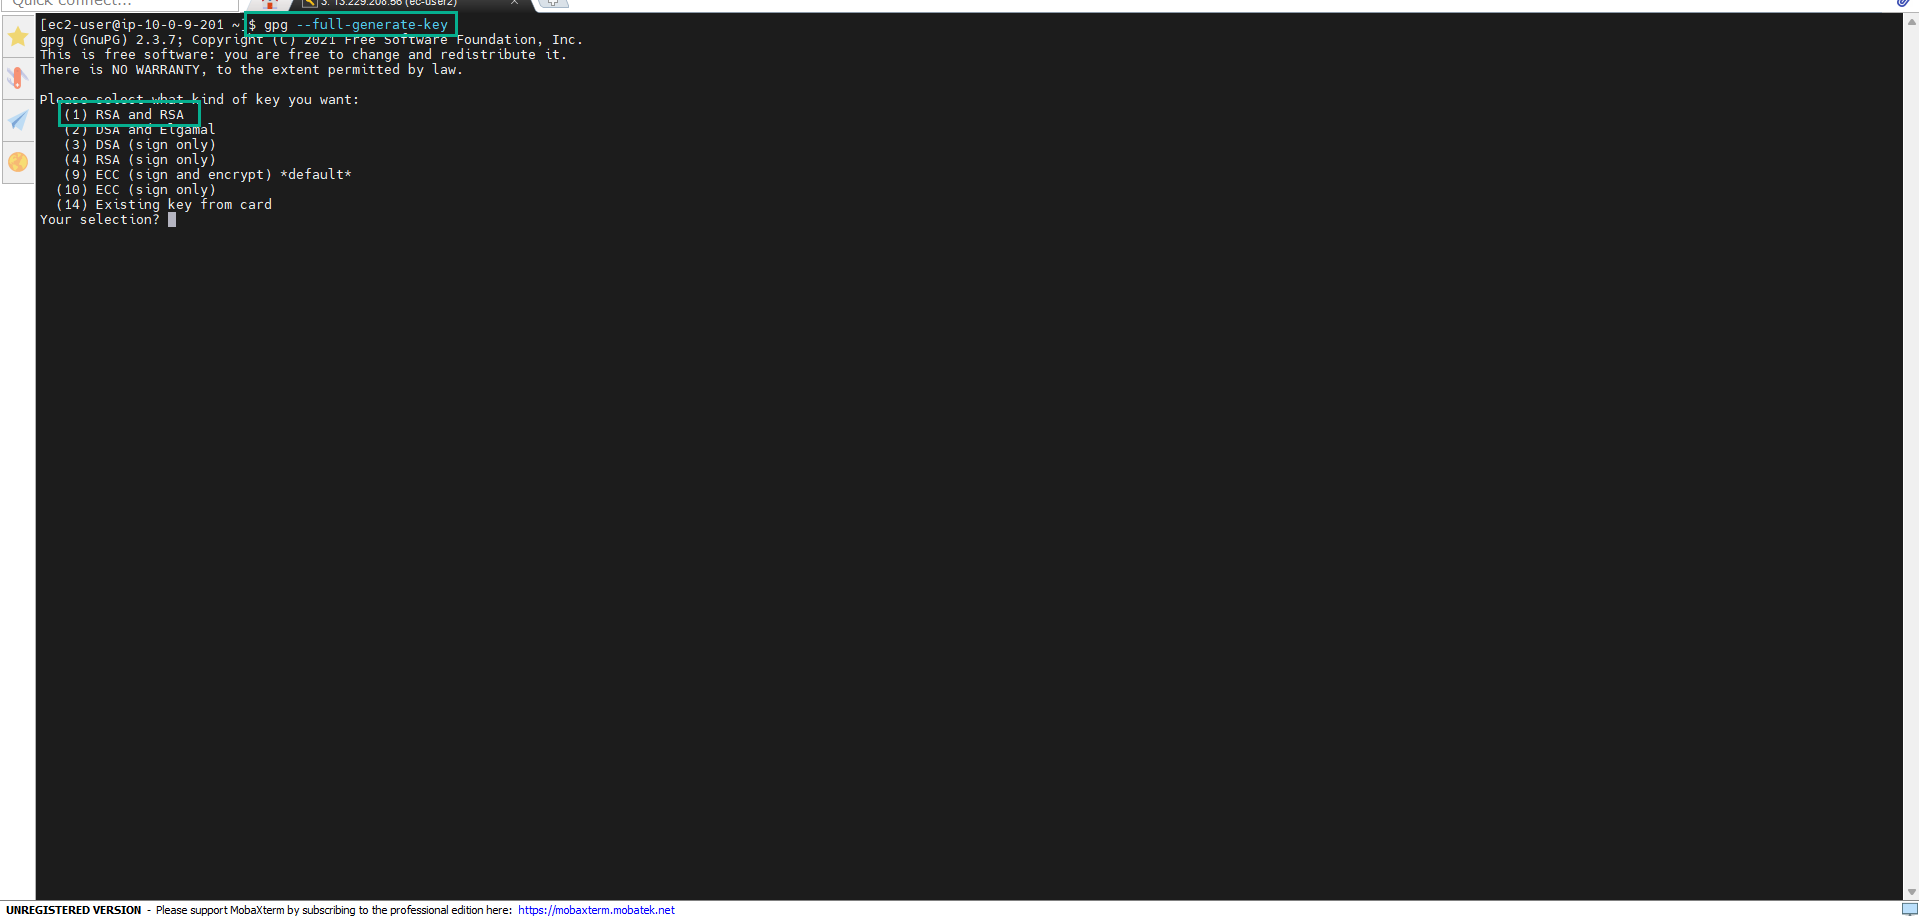 Quick connect...
3. 13.229.208.56 (ec2-user2)
[ec2-user@ip-10-0-9-201 ~]$ gpg --full-generate-key
gpg (GnuPG) 2.3.7; Copyright (C) 2021 Free Software Foundation, Inc.
This is free software: you are free to change and redistribute it.
There is NO WARRANTY, to the extent permitted by law.
Please select what kind of key you want:
(1) RSA and RSA
(2) DSA and Elgamal
(3) DSA (sign only)
(4) RSA (sign only)
(9) ECC (sign and encrypt) *default*
(10) ECC (sign only)
(14) Existing key from card
Your selection?
UNREGISTERED VERSION - Please support MobaXterm by subscribing to the professional edition here: https://mobaxterm.mobatek.net